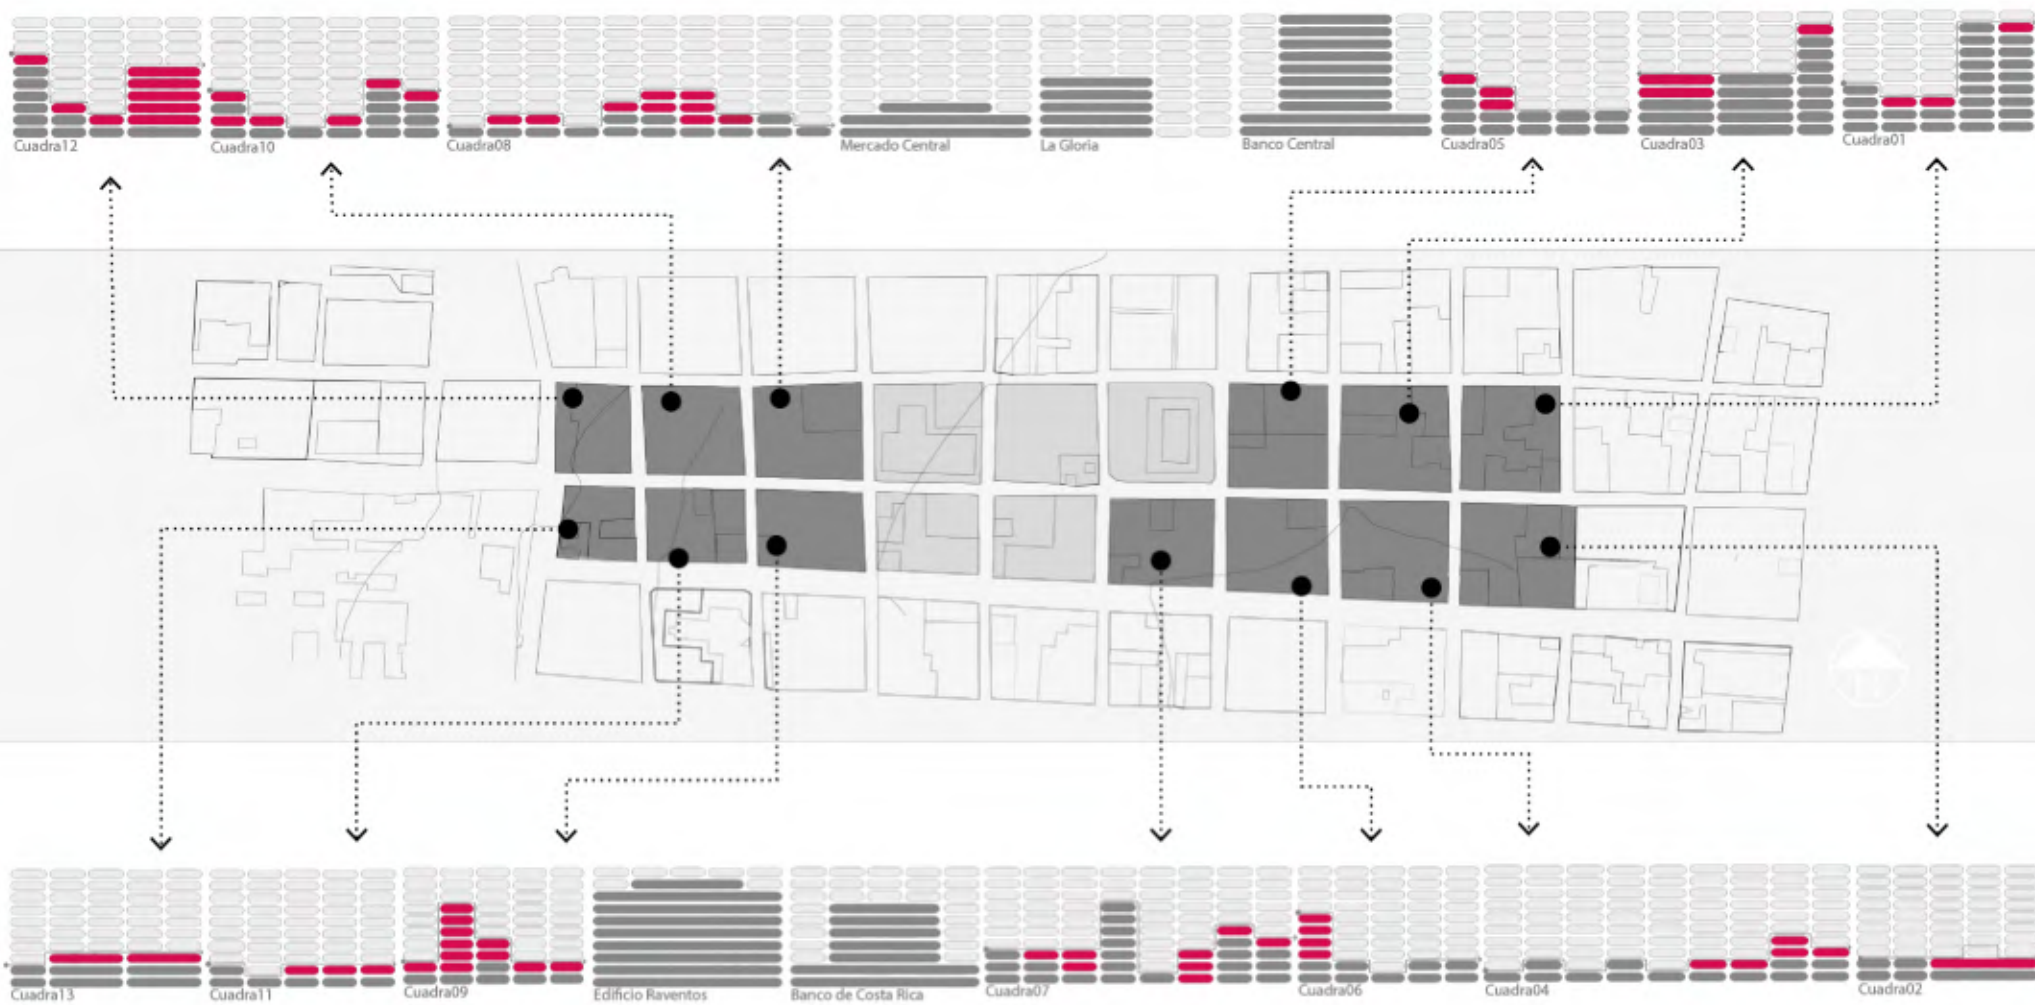 Cuadra12
Cuadra10
Cuadra08
Mercado Central
La Gloria
Banco Central
Cuadra05
Cuadra03
Cuadra01
Cuadra13
Cuadra11
Cuadra09
Edificio Raventos
Banco de Costa Rica
Cuadra07
Cuadra06
Cuadra04
Cuadra02